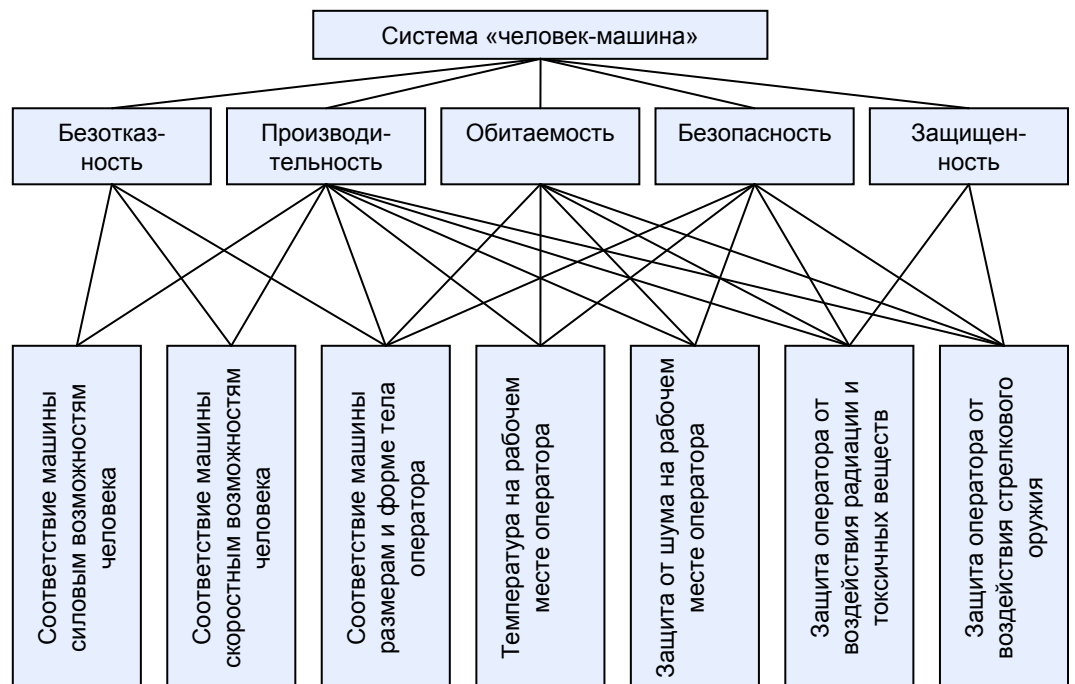 Система «человек-машина»
Безотказ-
ность
Производи-
тельность
Обитаемость
Безопасность
Защищен-
ность
Соответствие машины
силовым возможностям
человека
Соответствие машины
скоростным возможностям
человека
Соответствие машины
размерам и форме тела
оператора
Температура на рабочем
месте оператора
Защита от шума на рабочем
месте оператора
Защита оператора от
воздействия радиации и
токсичных веществ
Защита оператора от
воздействия стрелкового
оружия